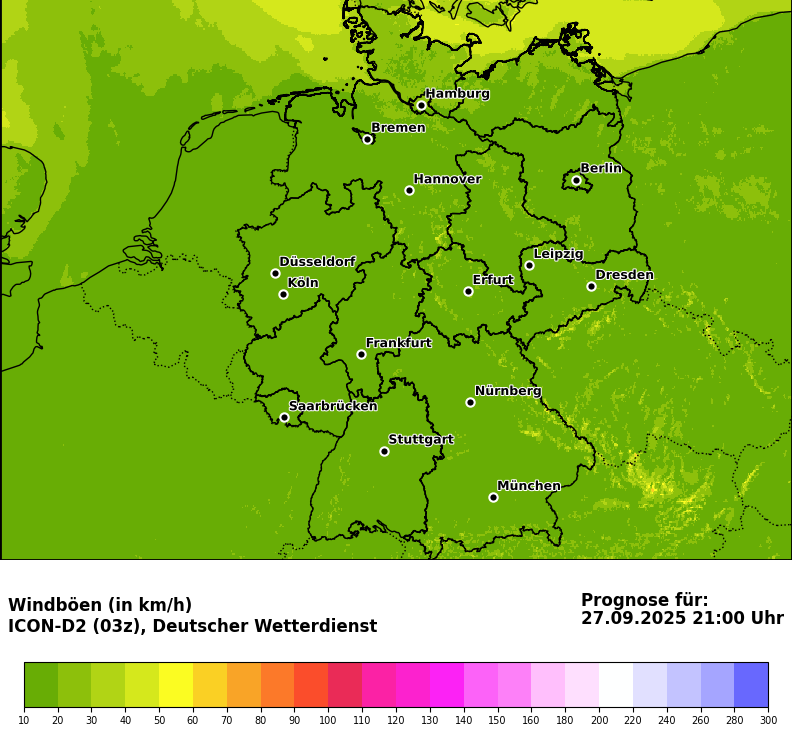 Hamburg
Bremen
Berlin
Hannover
Leipzig
Düsseldorf
Dresden
Köln
Erfurt
Frankfurt
Nürnberg
Saarbrücken
Stuttgart
München
Windböen (in km/h)
ICON-D2 (03z), Deutscher Wetterdienst
Prognose für:
27.09.2025 21:00 Uhr
10 20 30 40 50 60 70 80 90 100 110 120 130 140 150 160 180 200 220 240 260 280 300